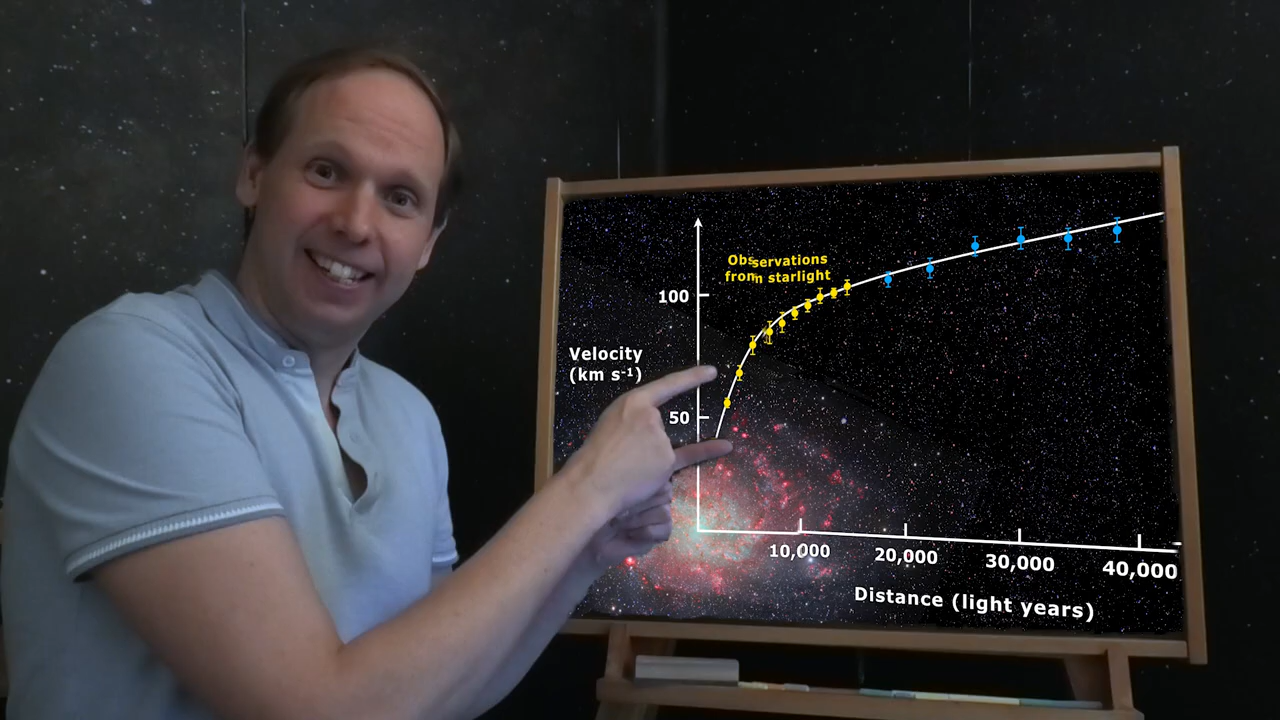 Observations
from starlight
100
Velocity
(km s⁻¹)
50
10,000 20,000 30,000 40,000
Distance (light years)